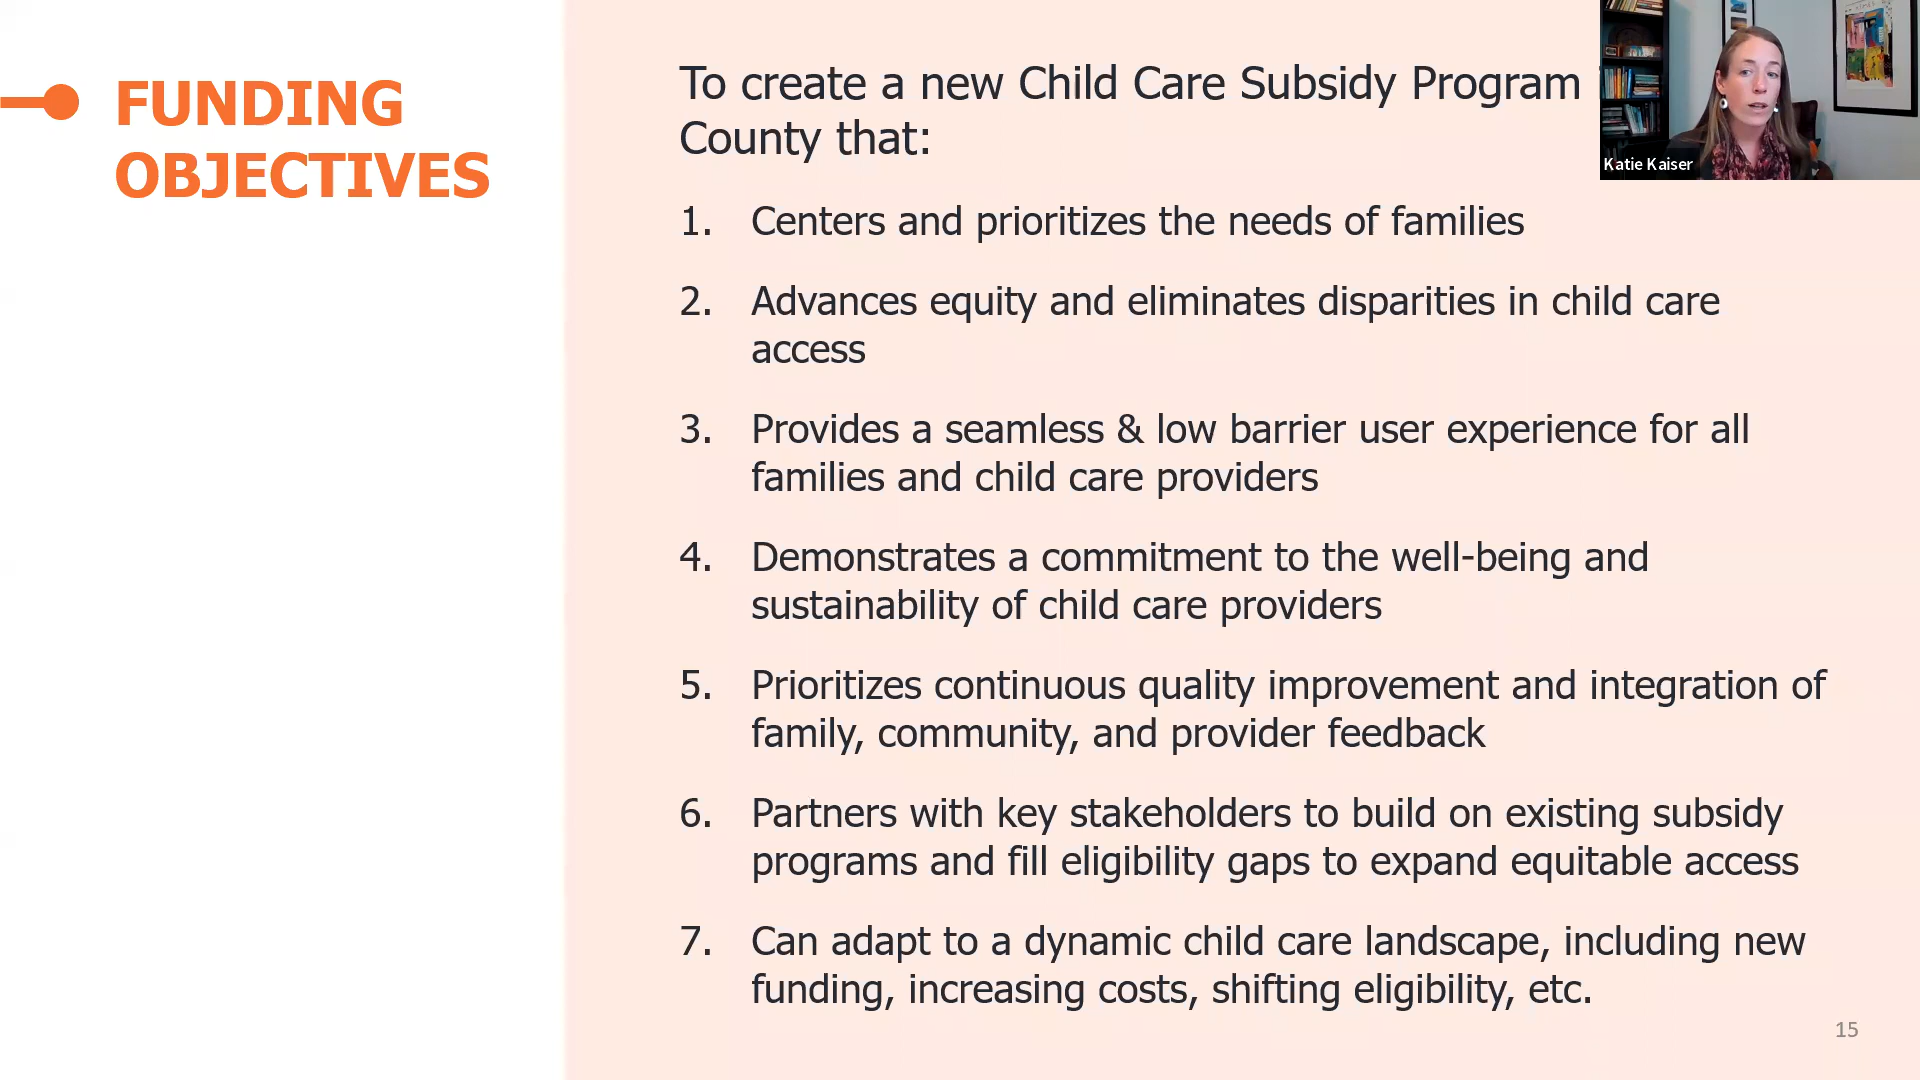 FUNDING
OBJECTIVES
To create a new Child Care Subsidy Program
County that:
1. Centers and prioritizes the needs of families
2. Advances equity and eliminates disparities in child care
access
3. Provides a seamless & low barrier user experience for all
families and child care providers
4. Demonstrates a commitment to the well-being and
sustainability of child care providers
5. Prioritizes continuous quality improvement and integration of
family, community, and provider feedback
6. Partners with key stakeholders to build on existing subsidy
programs and fill eligibility gaps to expand equitable access
7. Can adapt to a dynamic child care landscape, including new
funding, increasing costs, shifting eligibility, etc.
15
Katie Kaiser